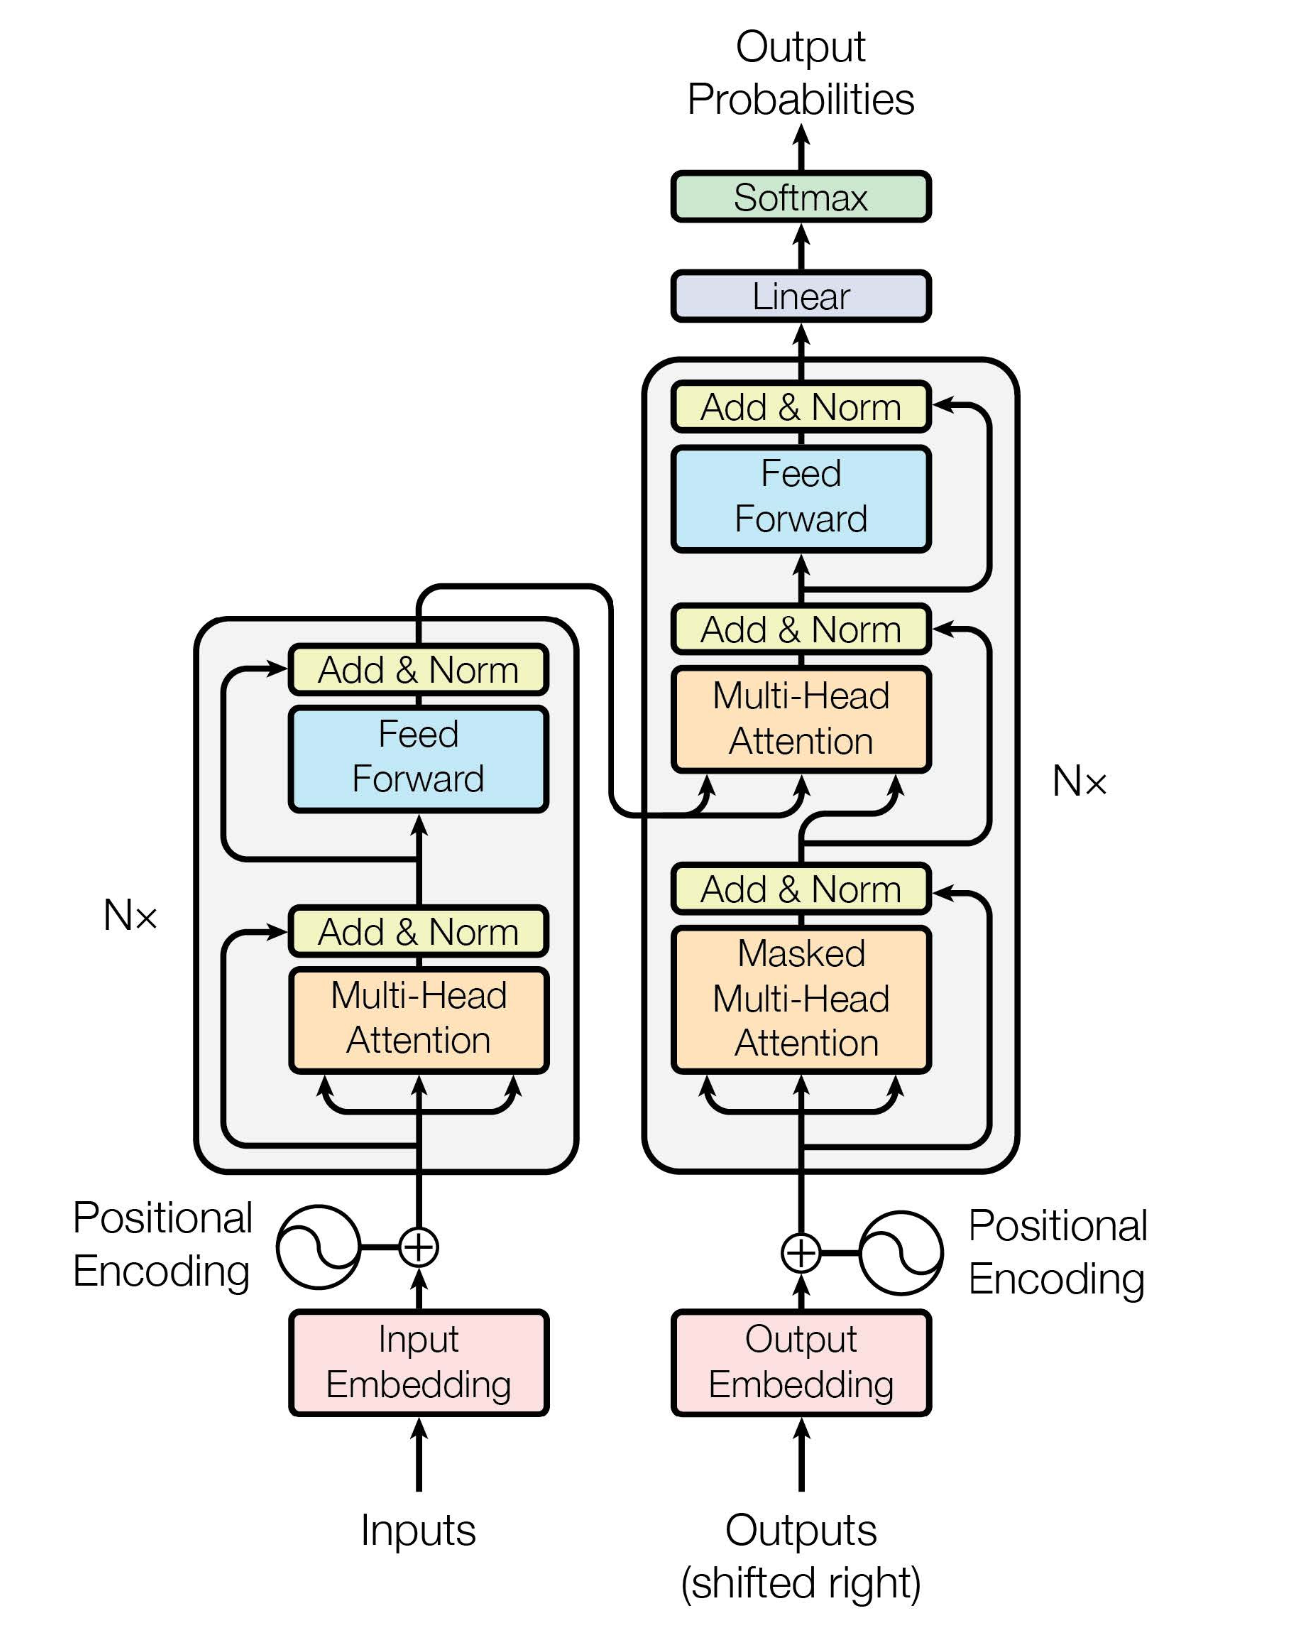 Output
Probabilities
Softmax
Linear
Add & Norm
Feed
Forward
Add & Norm
Multi-Head
Attention
Add & Norm
Masked
Multi-Head
Attention
N×
Positional
Encoding
Output
Embedding
Outputs
(shifted right)
Add & Norm
Feed
Forward
Add & Norm
Multi-Head
Attention
N×
Positional
Encoding
Input
Embedding
Inputs